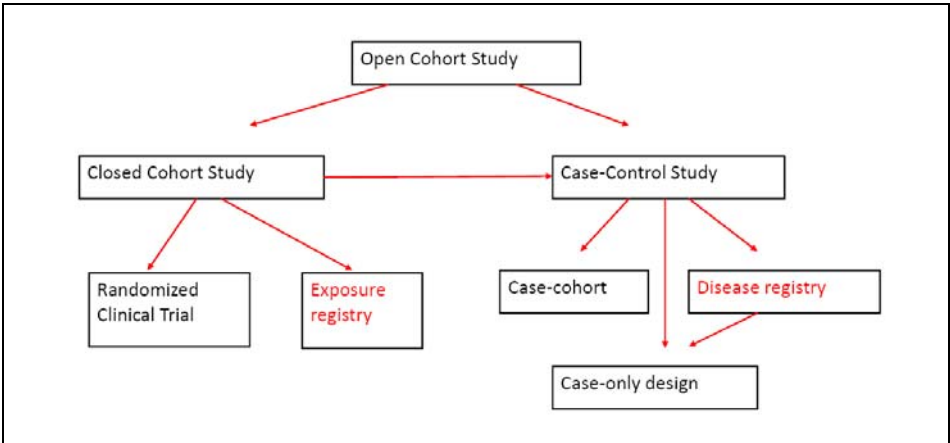 Open Cohort Study
Closed Cohort Study
Case-Control Study
Randomized
Clinical Trial
Exposure
registry
Case-cohort
Disease registry
Case-only design